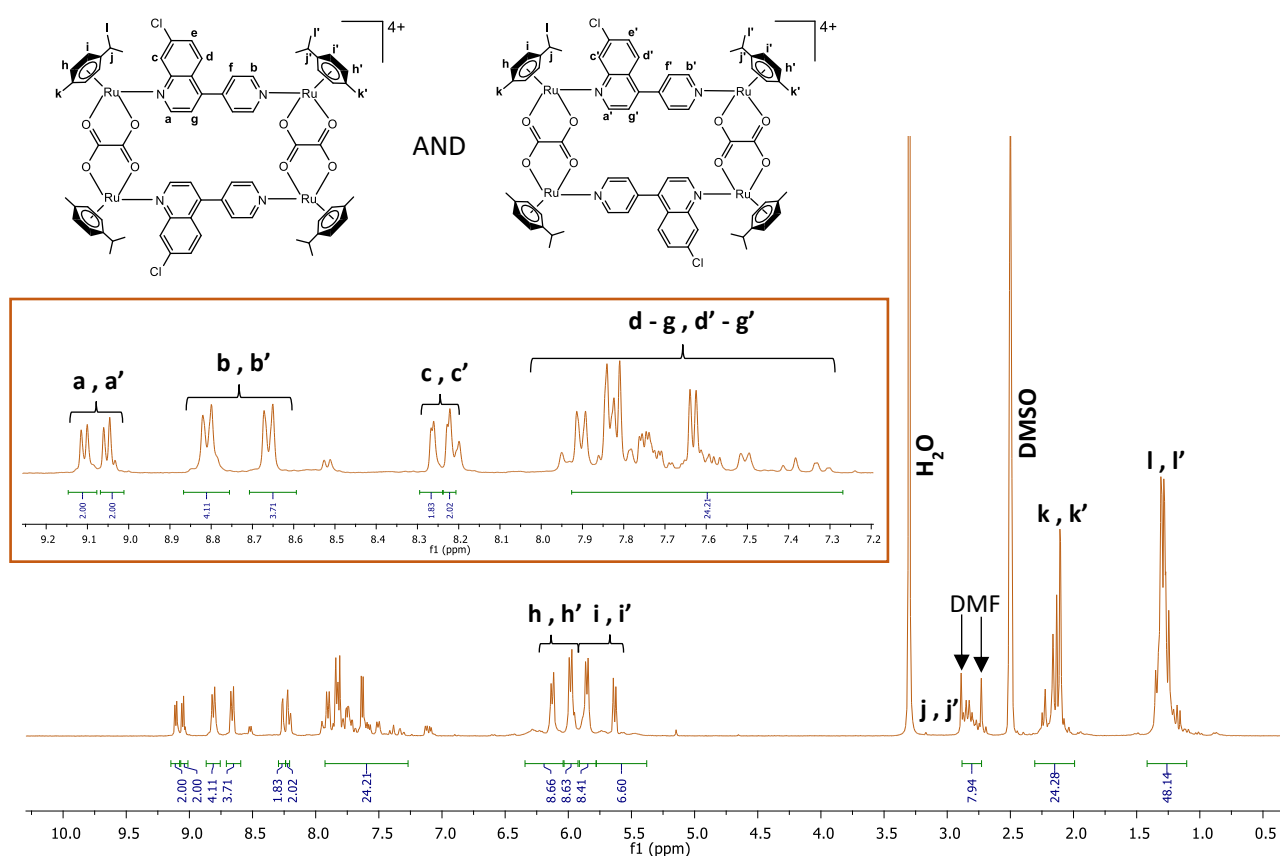 l Cl l' 4+ Cl l' 4+
i e i' i e' i'
j c d j' j c' d' j'
h f b h' h f' b' h'
k Ru N N Ru k' k Ru N N Ru k'
a g a' g'
O O O O O O O O
AND
O O O O O O O O
Ru N N Ru Ru N N Ru
Cl Cl
a , a'
b , b'
c , c'
d - g , d' - g'
2.00 2.00 4.11 3.71 1.83 2.02 24.21
9.2 9.1 9.0 8.9 8.8 8.7 8.6 8.5 8.4 8.3 8.2 8.1 8.0 7.9 7.8 7.7 7.6 7.5 7.4 7.3 7.2
f1 (ppm)
h , h' i , i'
H2O
j , j'
DMF
DMSO
k , k'
l , l'
2.00 2.00 4.11 3.71 1.83 2.02 24.21 8.66 8.63 8.41 6.60 7.94 24.28 48.14
10.0 9.5 9.0 8.5 8.0 7.5 7.0 6.5 6.0 5.5 5.0 4.5 4.0 3.5 3.0 2.5 2.0 1.5 1.0 0.5
f1 (ppm)